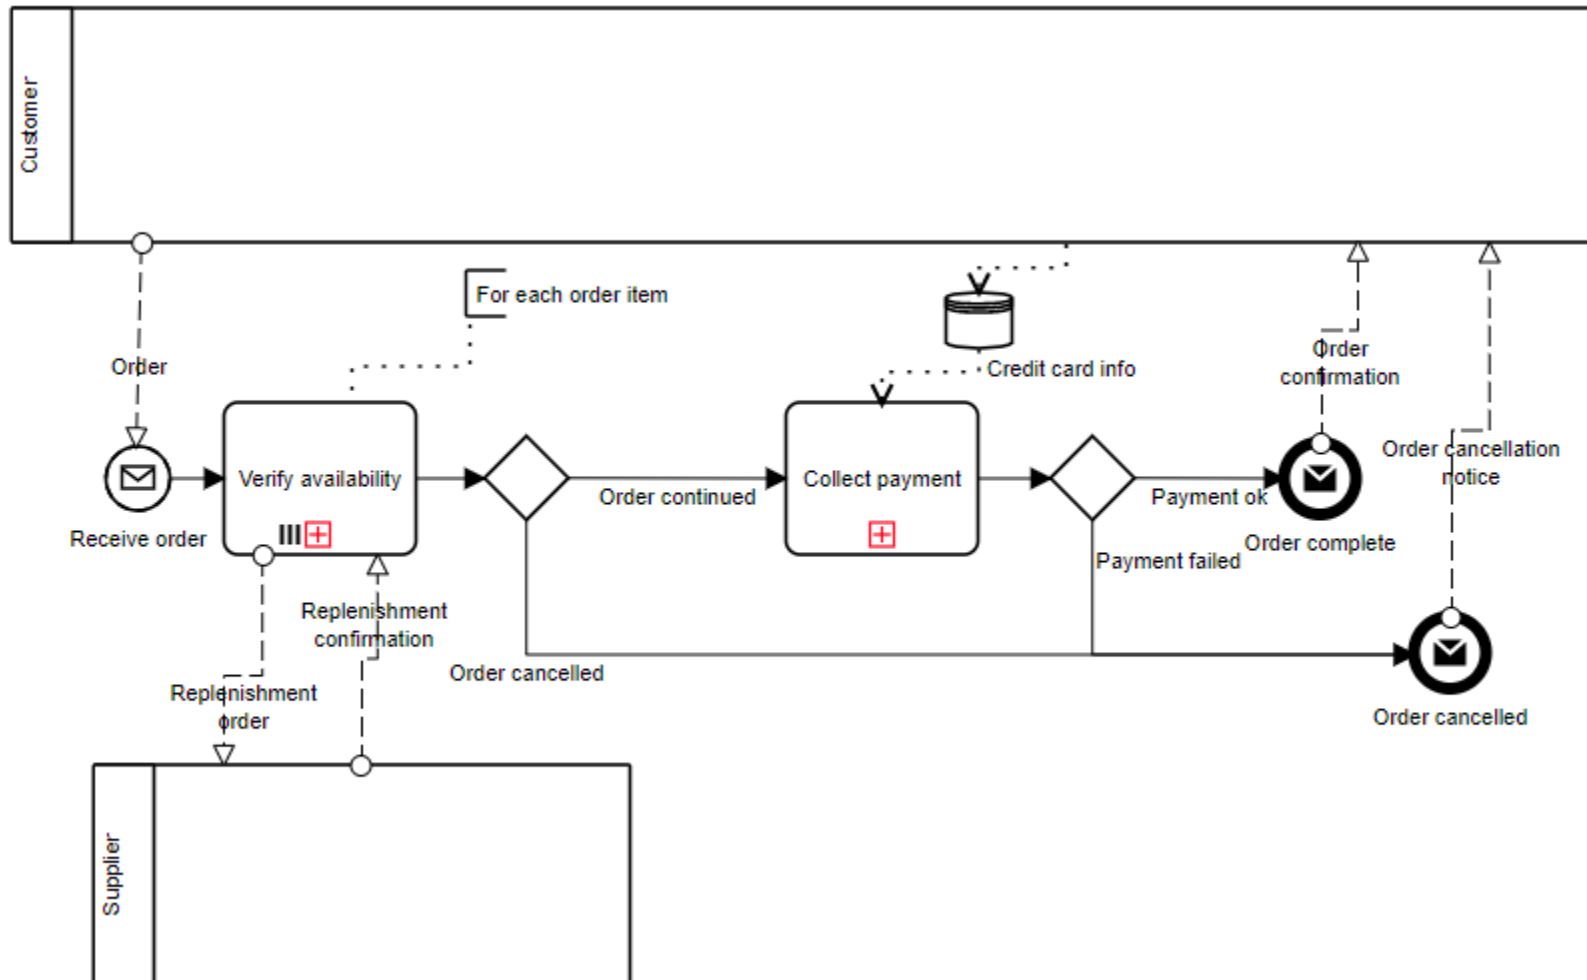 Customer
For each order item
Order
Credit card info
Order
confirmation
Order cancellation
notice
Verify availability
Order continued
Collect payment
Payment ok
Receive order
Order complete
Payment failed
Replenishment
confirmation
Order cancelled
Replenishment
order
Order cancelled
Supplier